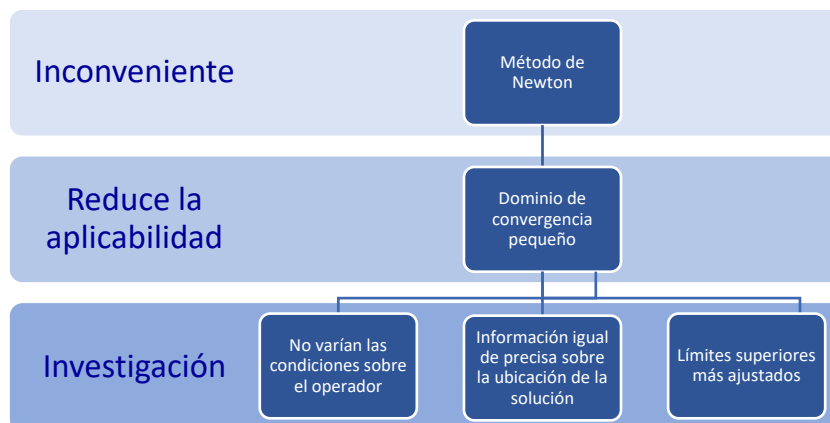 Inconveniente
Método de
Newton
Reduce la
aplicabilidad
Dominio de
convergencia
pequeño
Investigación
No varían las
condiciones sobre
el operador
Información igual
de precisa sobre
la ubicación de la
solución
Límites superiores
más ajustados